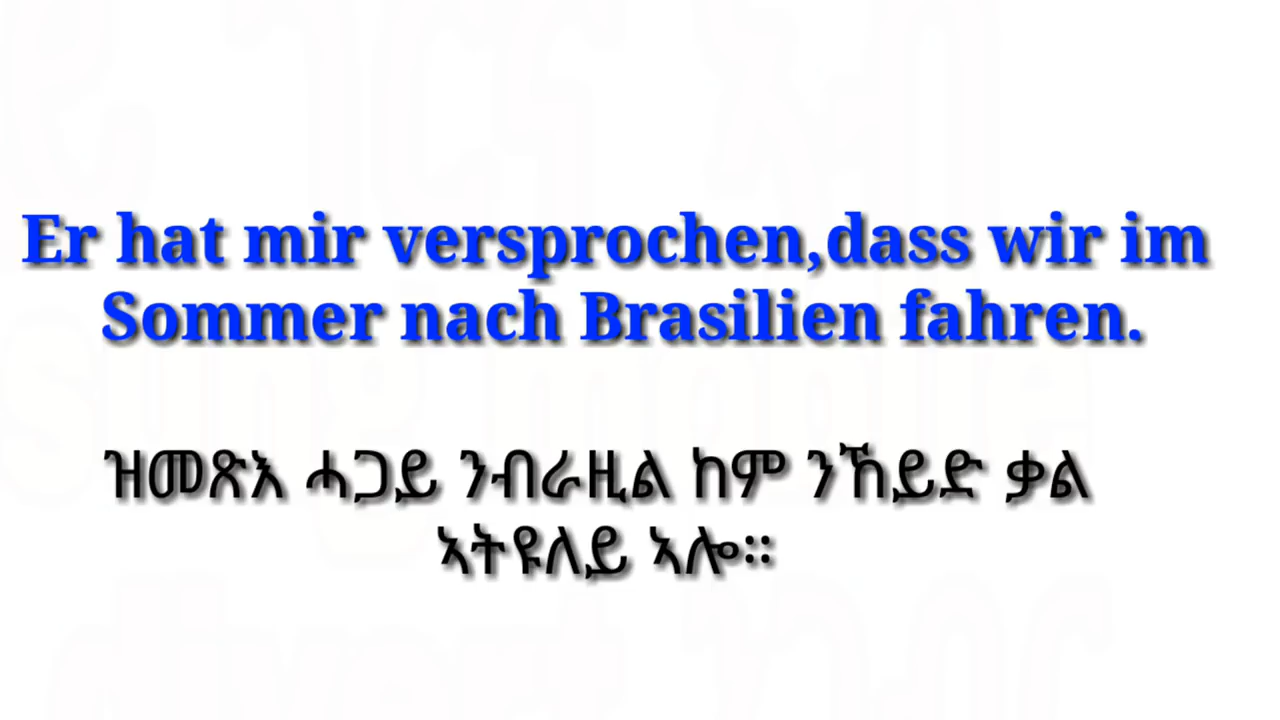 Er hat mir versprochen,dass wir im
Sommer nach Brasilien fahren.
ዝመጽእ ሓጋይ ንብራዚል ከም ንኸይድ ቃል
ኣትዩለይ ኣሎ።